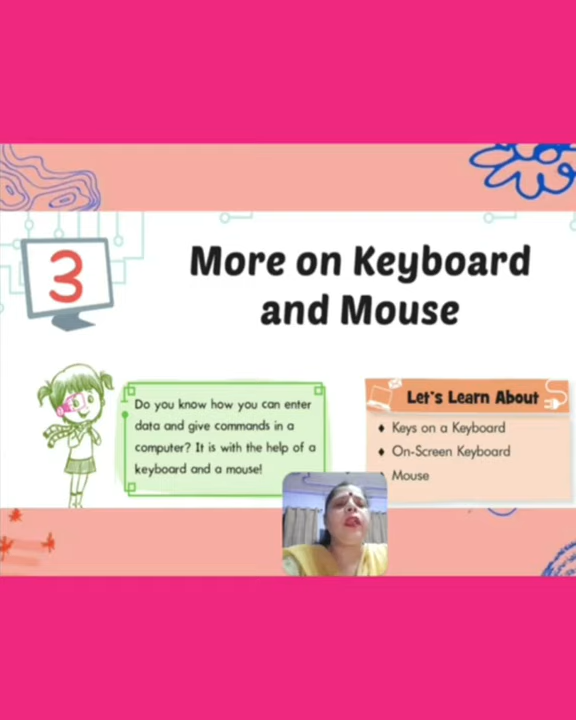 3
More on Keyboard
and Mouse
Do you know how you can enter
data and give commands in a
computer? It is with the help of a
keyboard and a mouse!
Let's Learn About
♦ Keys on a Keyboard
♦ On-Screen Keyboard
Mouse